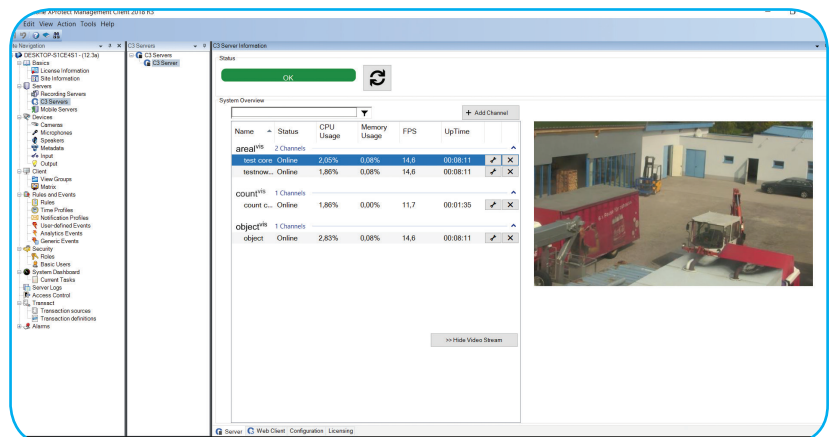 XProtect Management Client 2018 R3
Edit View Action Tools Help
Navigation
DESKTOP-S1CE4S1 - (12.3a)
Basics
License Information
Site Information
Servers
Recording Servers
C3 Servers
Mobile Servers
Devices
Cameras
Microphones
Speakers
Metadata
Input
Output
Client
View Groups
Matrix
Rules and Events
Rules
Time Profiles
Notification Profiles
User-defined Events
Analytics Events
Generic Events
Security
Roles
Basic Users
System Dashboard
Current Tasks
Server Logs
Access Control
Transact
Transaction sources
Transaction definitions
Alarms
C3 Servers
C3 Servers
C3 Server
C3 Server Information
Status
OK
System Overview
+ Add Channel
Name Status CPU Usage Memory Usage FPS UpTime
arealvis 2 Channels
test core Online 2,05% 0,08% 14,6 00:08:11
testnow... Online 1,86% 0,08% 14,6 00:08:11
countvis 1 Channels
count c... Online 1,86% 0,00% 11,7 00:01:35
objectvis 1 Channels
object Online 2,83% 0,08% 14,6 00:08:11
>> Hide Video Stream
Server Web Client Configuration Licensing